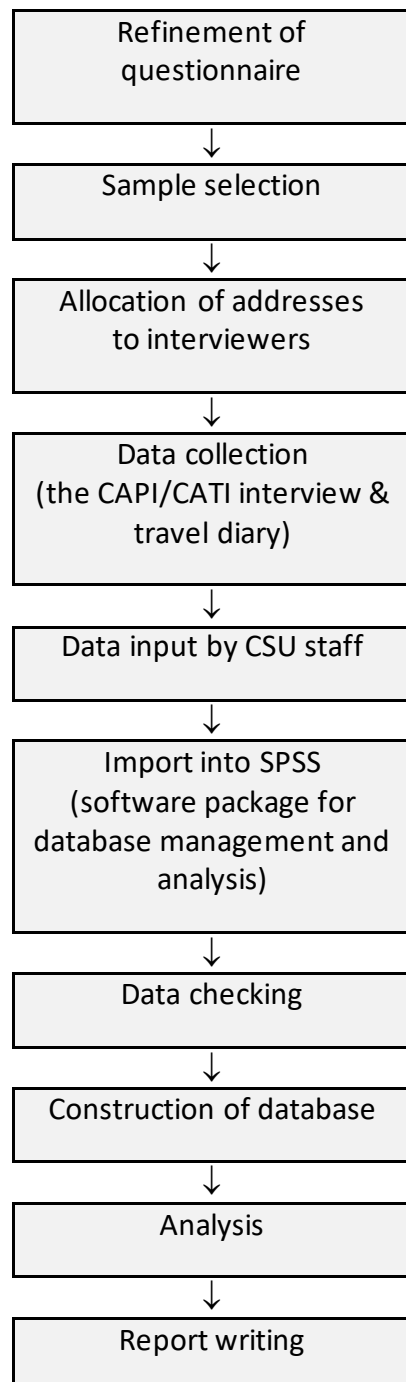 Refinement of
questionnaire
↓
Sample selection
↓
Allocation of addresses
to interviewers
↓
Data collection
(the CAPI/CATI interview &
travel diary)
↓
Data input by CSU staff
↓
Import into SPSS
(software package for
database management and
analysis)
↓
Data checking
↓
Construction of database
↓
Analysis
↓
Report writing